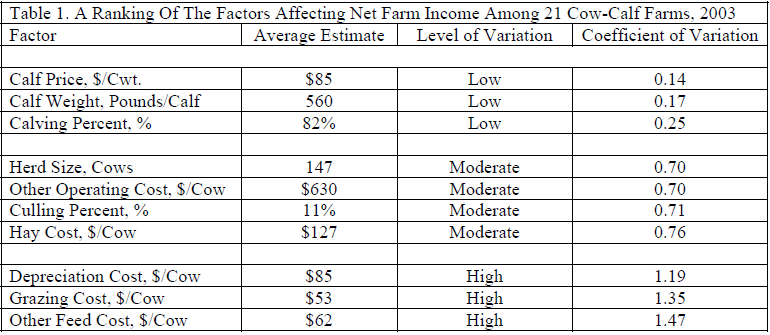 Table 1. A Ranking Of The Factors Affecting Net Farm Income Among 21 Cow-Calf Farms, 2003
Factor Average Estimate Level of Variation Coefficient of Variation
Calf Price, $/Cwt. $85 Low 0.14
Calf Weight, Pounds/Calf 560 Low 0.17
Calving Percent, % 82% Low 0.25
Herd Size, Cows 147 Moderate 0.70
Other Operating Cost, $/Cow $630 Moderate 0.70
Culling Percent, % 11% Moderate 0.71
Hay Cost, $/Cow $127 Moderate 0.76
Depreciation Cost, $/Cow $85 High 1.19
Grazing Cost, $/Cow $53 High 1.35
Other Feed Cost, $/Cow $62 High 1.47